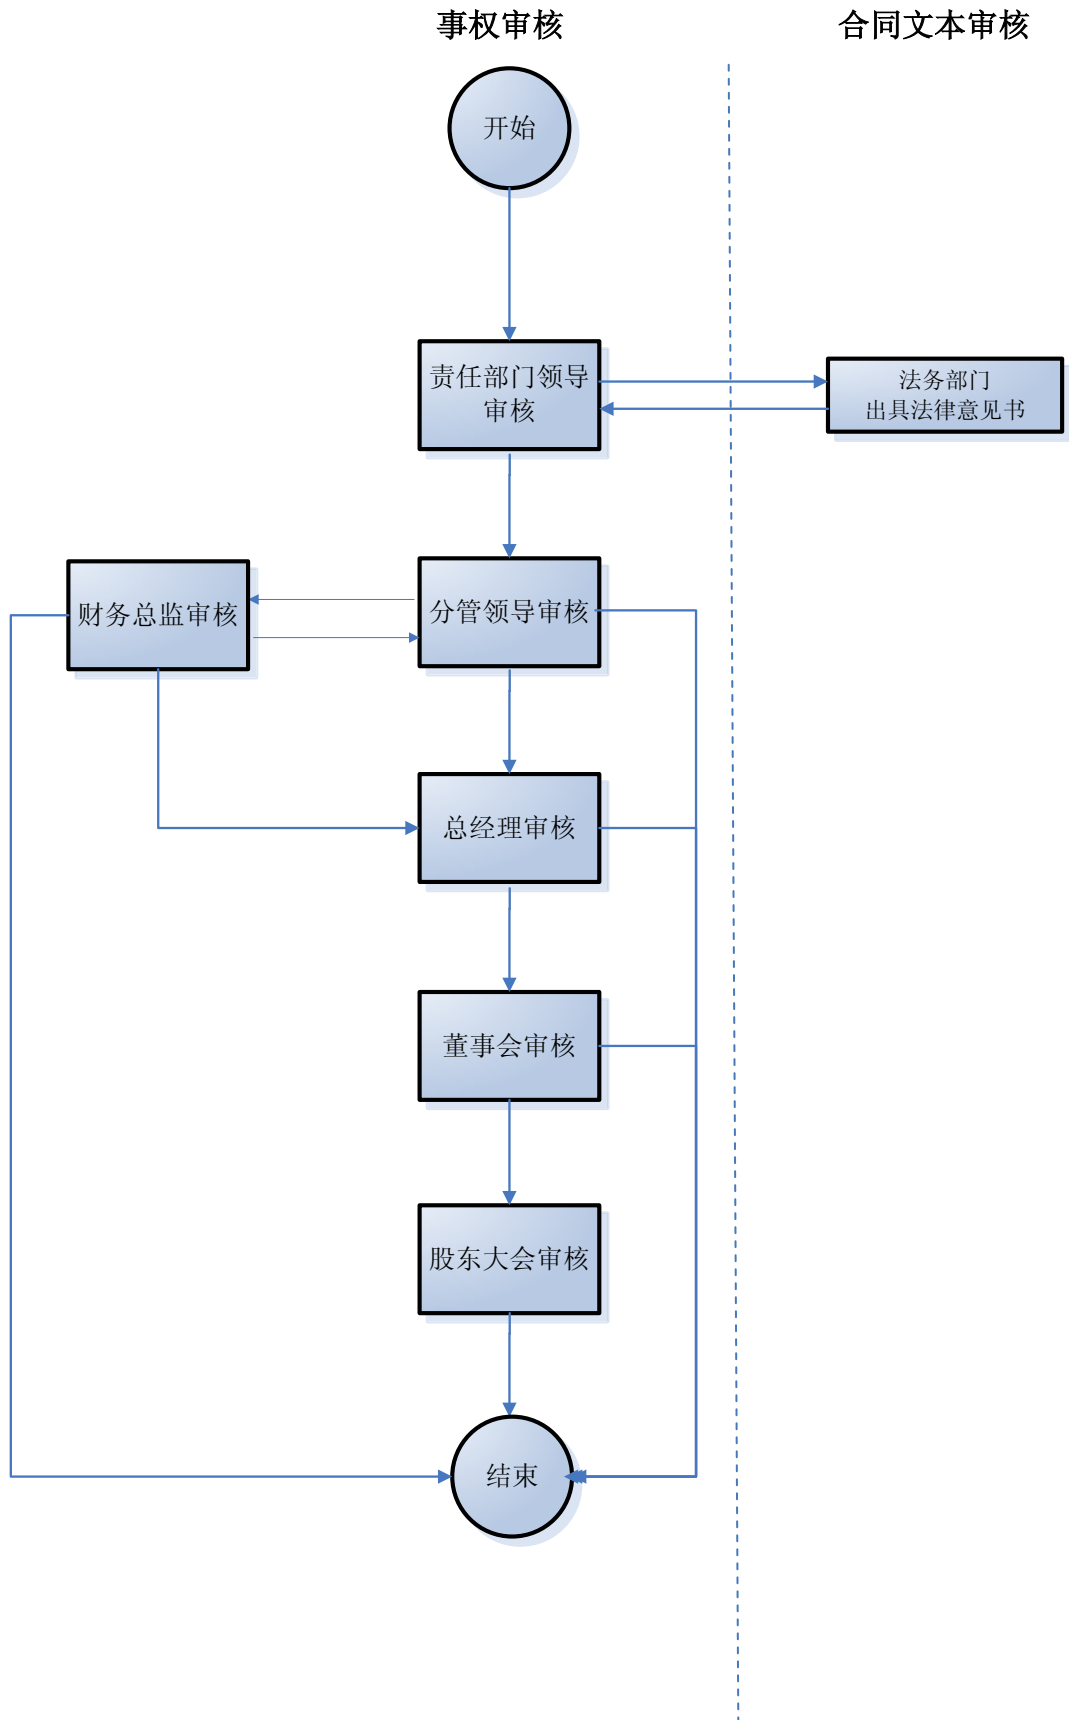 事权审核
合同文本审核
开始
责任部门领导
审核
法务部门
出具法律意见书
财务总监审核
分管领导审核
总经理审核
董事会审核
股东大会审核
结束